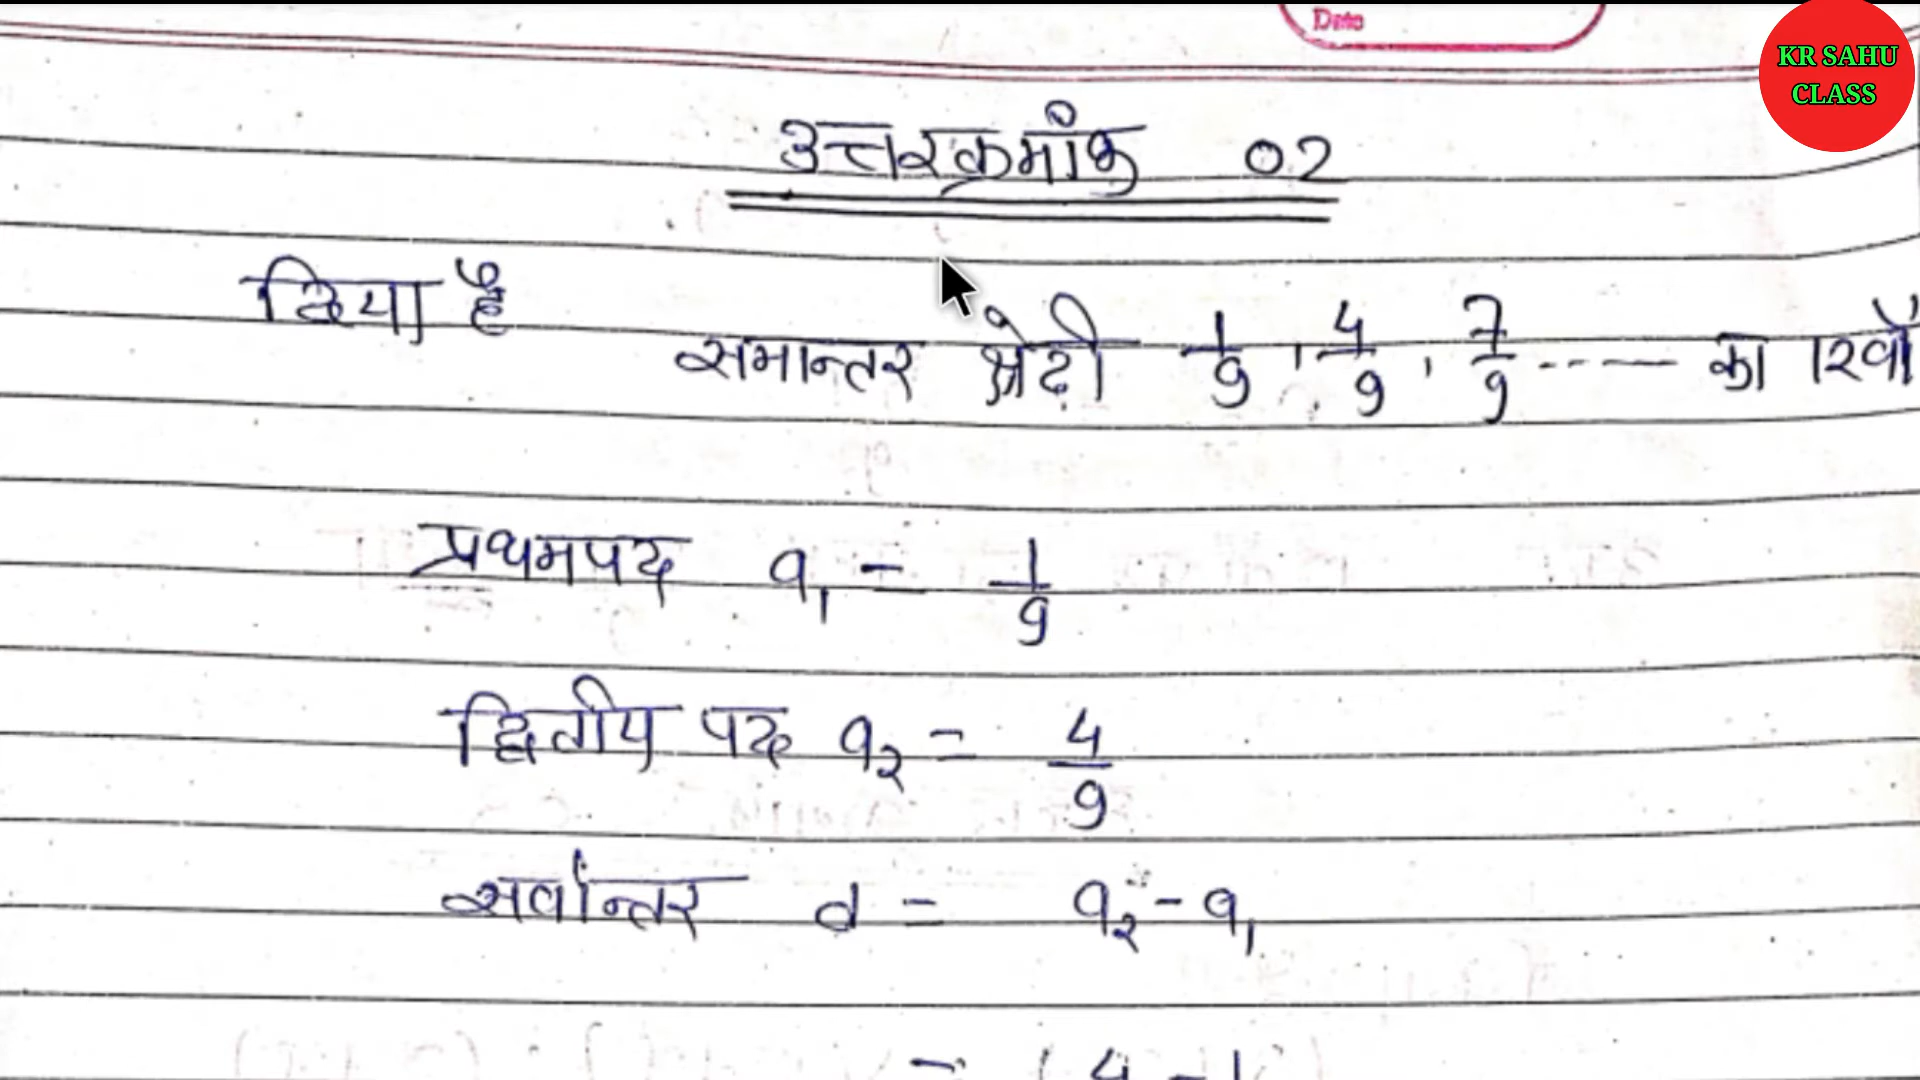 Date
KR SAHU
CLASS
उत्तरक्रमांक 02
दिया है
समान्तर श्रेढी 1/9, 4/9, 7/9 ----- का 12वाँ
प्रथमपद a₁ = 1/9
द्वितीय पद a₂ = 4/9
सर्वान्तर d = a₂ - a₁